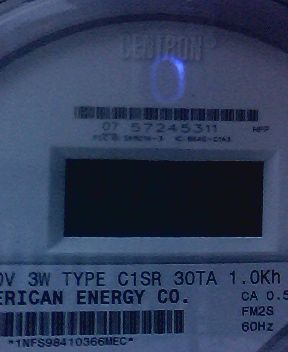 CENTRON
07 57245311
0V 3W TYPE C1SR 30TA 1.0Kh
ERICAN ENERGY CO. CA 0.5
FM2S
60Hz
*1NFS98410366MEC*